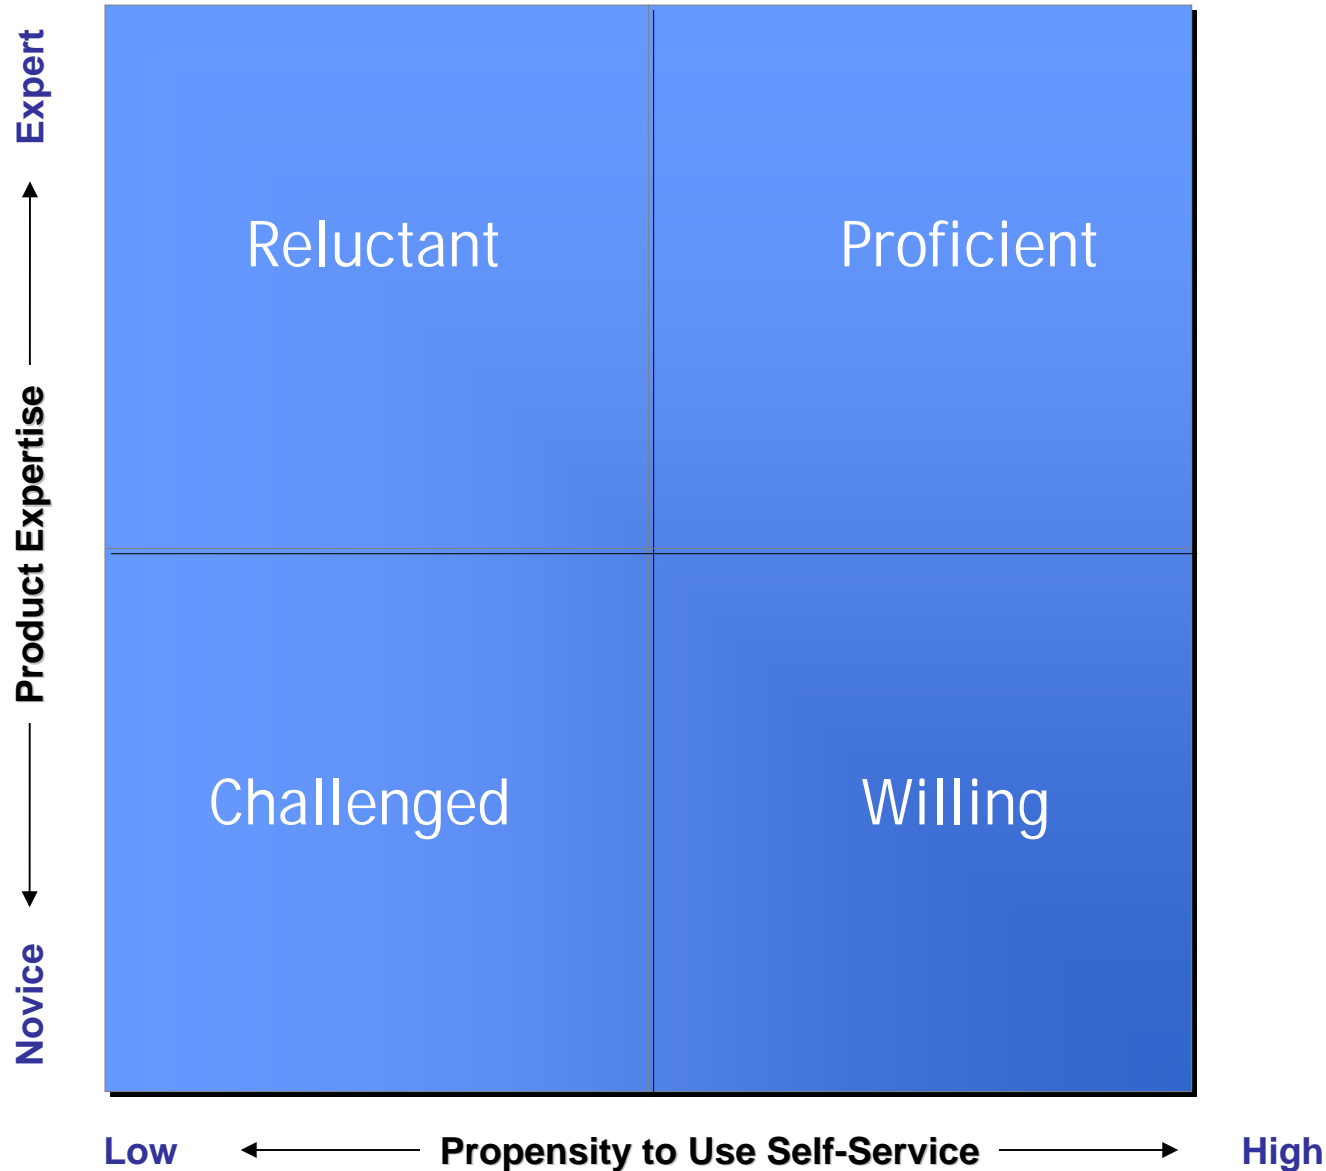 Expert
Product Expertise
Novice
Reluctant
Proficient
Challenged
Willing
Low
Propensity to Use Self-Service
High